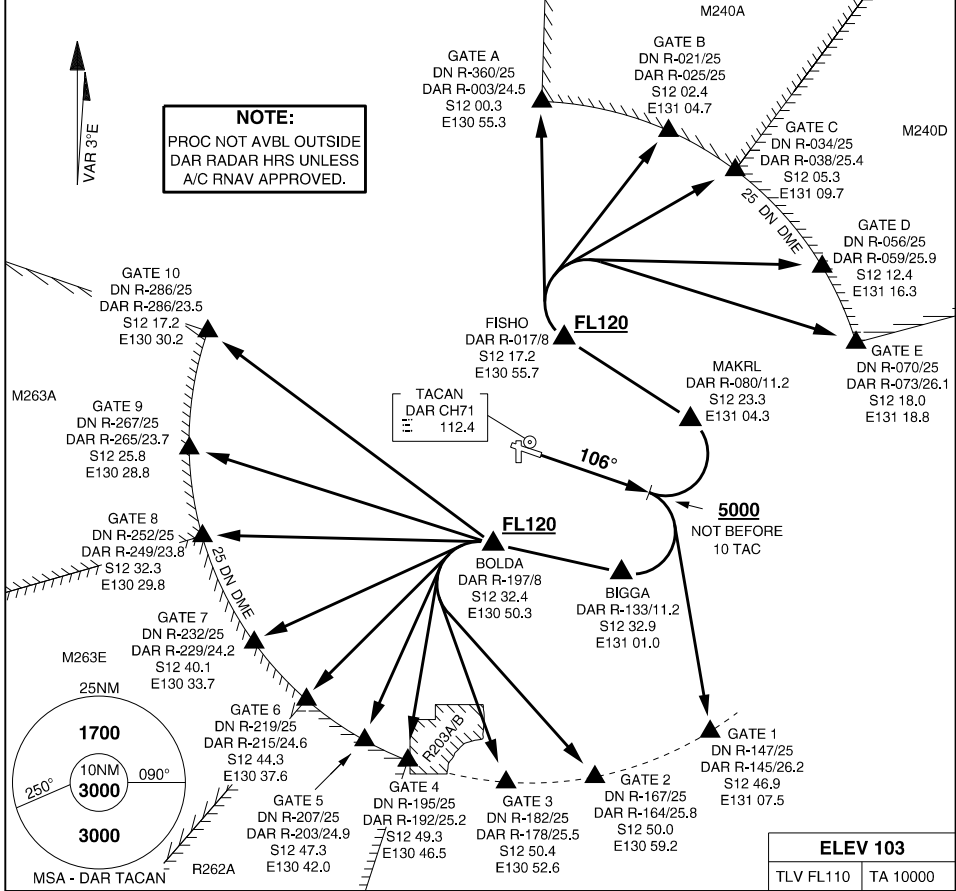 M240A
GATE A
DN R-360/25
DAR R-003/24.5
S12 00.3
E130 55.3
GATE B
DN R-021/25
DAR R-025/25
S12 02.4
E131 04.7
VAR 3°E
NOTE:
PROC NOT AVBL OUTSIDE
DAR RADAR HRS UNLESS
A/C RNAV APPROVED.
GATE C
DN R-034/25
DAR R-038/25.4
S12 05.3
E131 09.7
M240D
25 DN DME
GATE D
DN R-056/25
DAR R-059/25.9
S12 12.4
E131 16.3
GATE 10
DN R-286/25
DAR R-286/23.5
S12 17.2
E130 30.2
FISHO
DAR R-017/8
S12 17.2
E130 55.7
FL120
GATE E
DN R-070/25
DAR R-073/26.1
S12 18.0
E131 18.8
MAKRL
DAR R-080/11.2
S12 23.3
E131 04.3
M263A
TACAN
DAR CH71
112.4
GATE 9
DN R-267/25
DAR R-265/23.7
S12 25.8
E130 28.8
106°
5000
NOT BEFORE
10 TAC
GATE 8
DN R-252/25
DAR R-249/23.8
S12 32.3
E130 29.8
FL120
BOLDA
DAR R-197/8
S12 32.4
E130 50.3
BIGGA
DAR R-133/11.2
S12 32.9
E131 01.0
25 DN DME
GATE 7
DN R-232/25
DAR R-229/24.2
S12 40.1
E130 33.7
M263E
25NM
1700
10NM
3000
250°
090°
3000
MSA - DAR TACAN
GATE 6
DN R-219/25
DAR R-215/24.6
S12 44.3
E130 37.6
R203A/B
GATE 5
DN R-207/25
DAR R-203/24.9
S12 47.3
E130 42.0
GATE 4
DN R-195/25
DAR R-192/25.2
S12 49.3
E130 46.5
GATE 3
DN R-182/25
DAR R-178/25.5
S12 50.4
E130 52.6
GATE 2
DN R-167/25
DAR R-164/25.8
S12 50.0
E130 59.2
GATE 1
DN R-147/25
DAR R-145/26.2
S12 46.9
E131 07.5
R262A
ELEV 103
TLV FL110 TA 10000